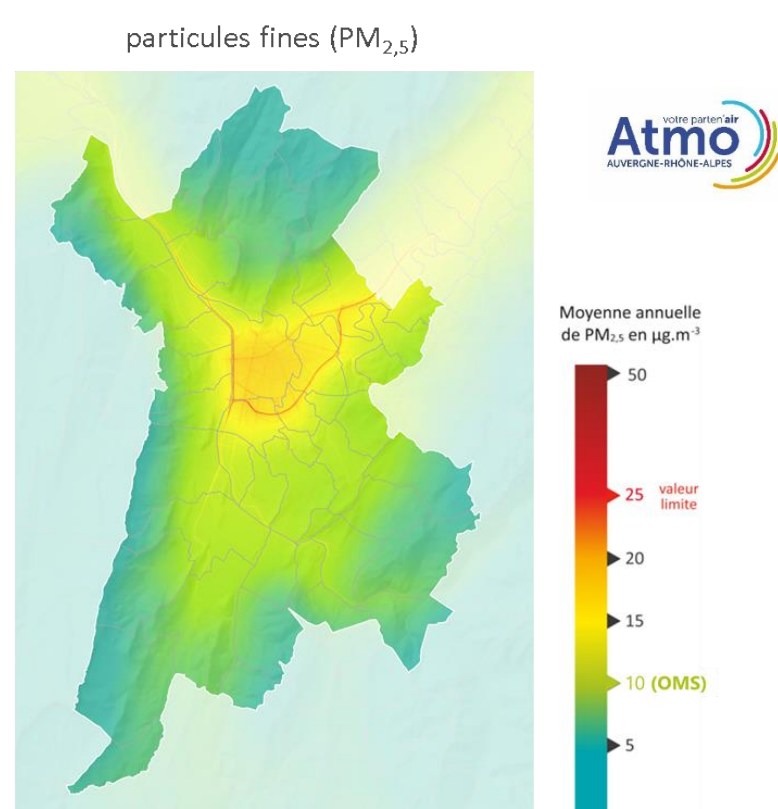 particules fines (PM2,5)
votre parten'air
Atmo
AUVERGNE-RHÔNE-ALPES
Moyenne annuelle
de PM2,5 en µg.m-3
50
25 valeur
limite
20
15
10 (OMS)
5